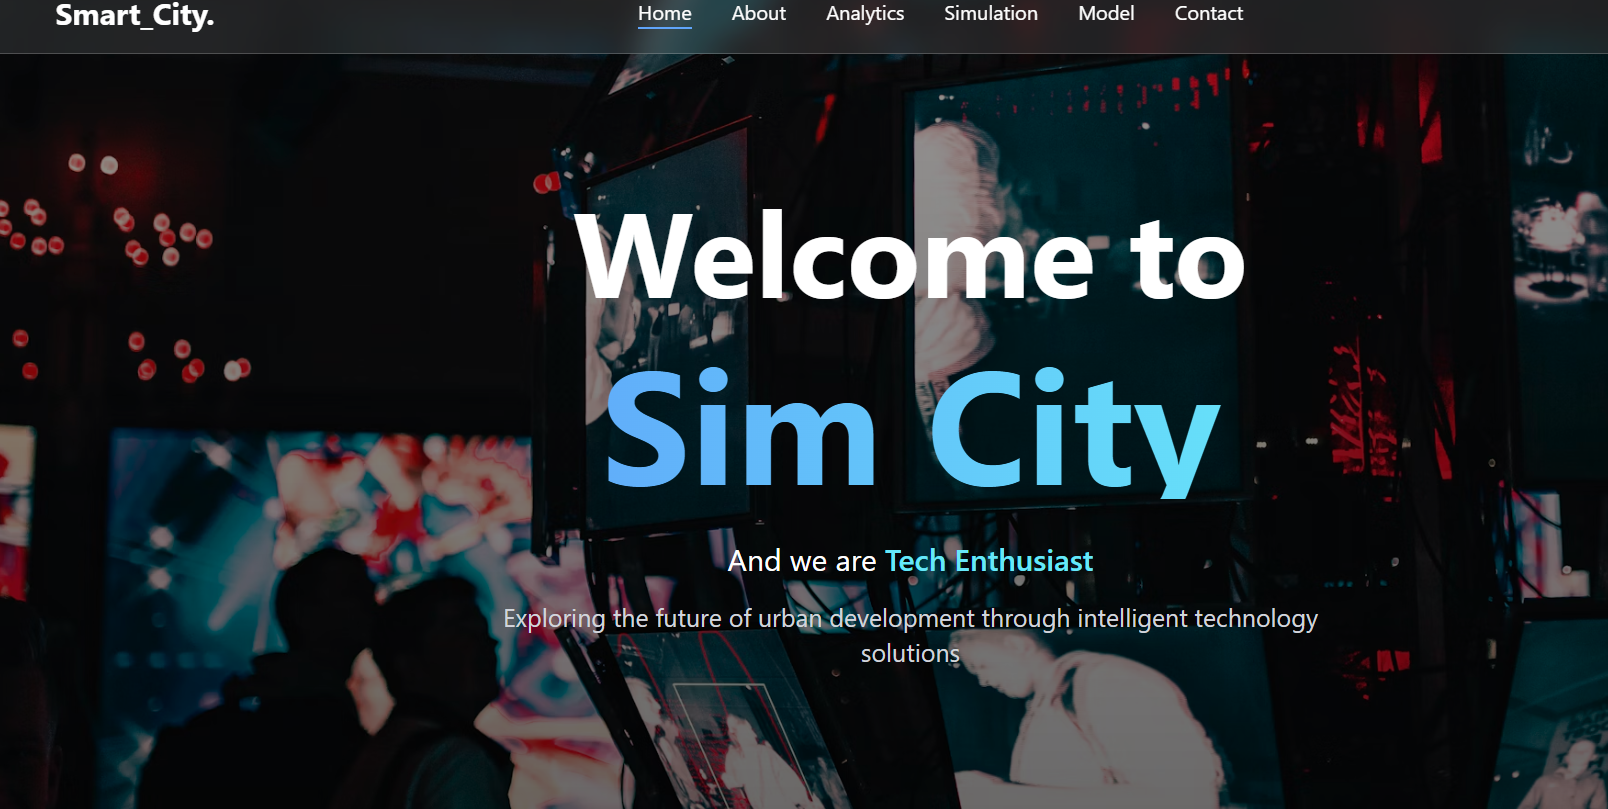 Smart_City.
Home About Analytics Simulation Model Contact
Welcome to
Sim City
And we are Tech Enthusiast
Exploring the future of urban development through intelligent technology
solutions